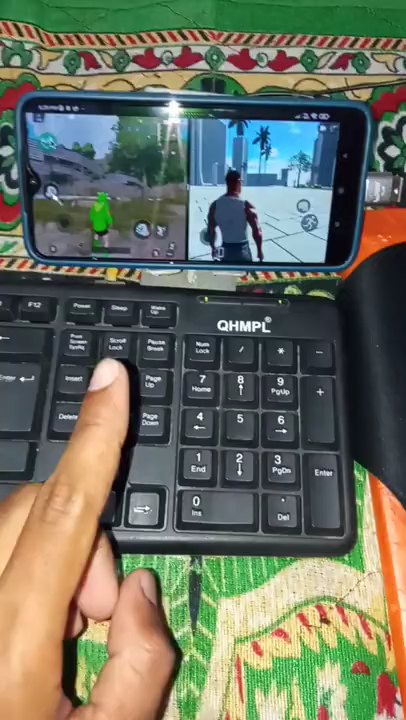 F12 Power Sleep Wake Up
QHMPL®
Print Screen SysRq Scroll Lock Pause Break Num Lock / * -
Enter Insert Page Up 7 Home 8 9 PgUp +
Delete Page Down 4 5 6
1 End 2 3 PgDn Enter
0 Ins . Del